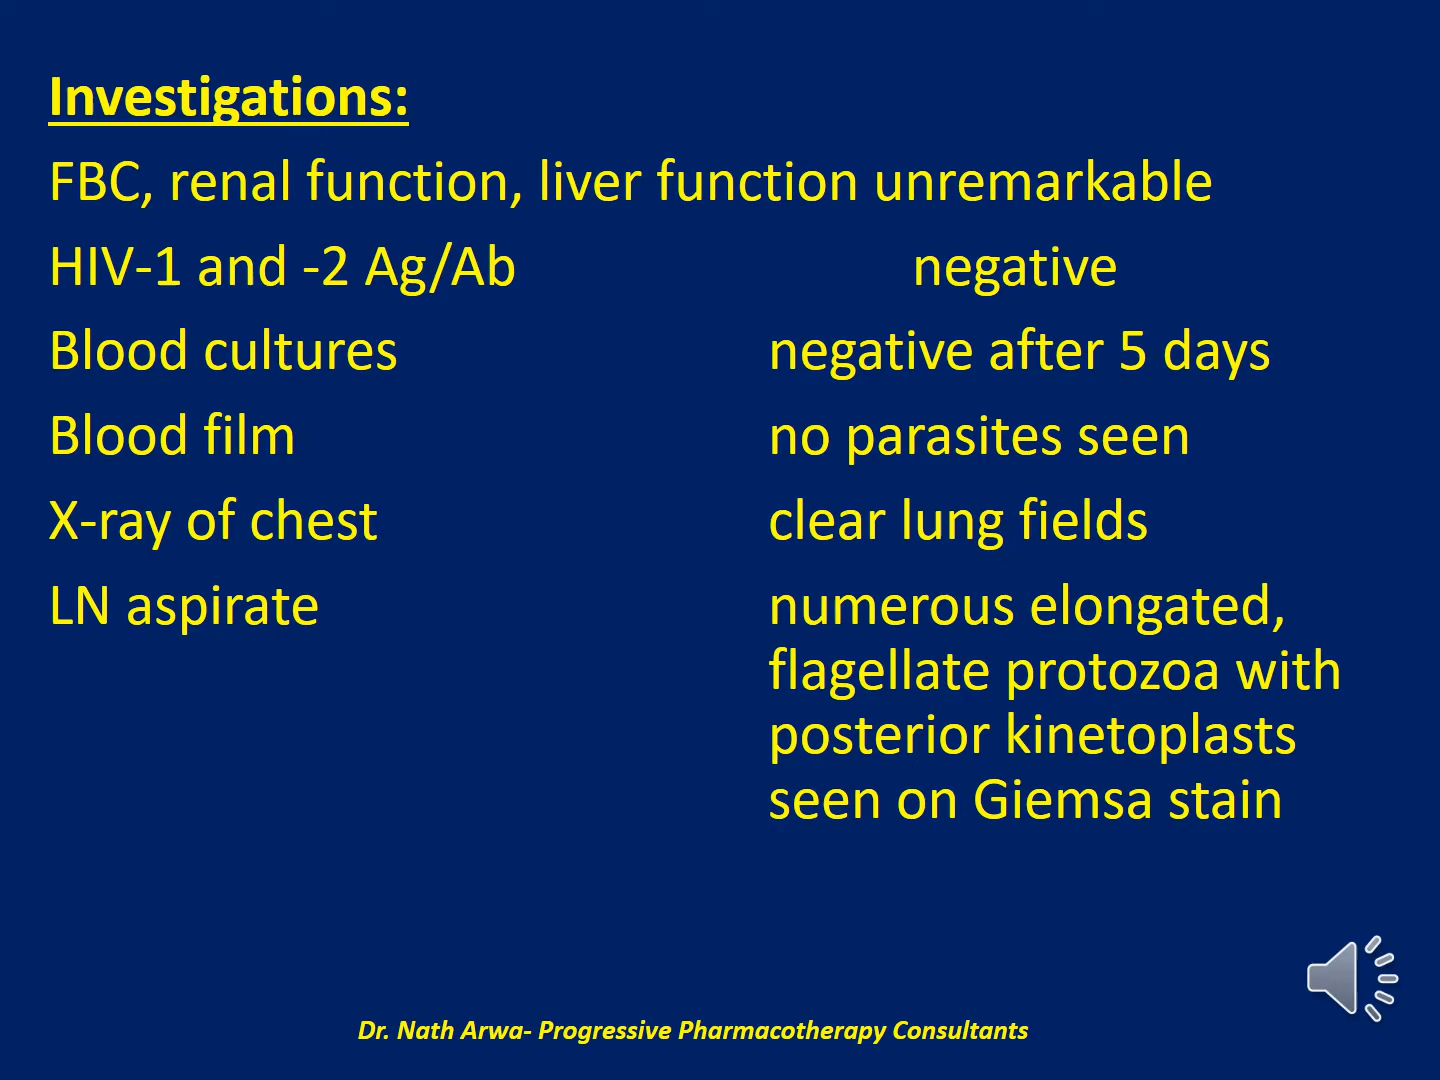 Investigations:
FBC, renal function, liver function unremarkable
HIV-1 and -2 Ag/Ab negative
Blood cultures negative after 5 days
Blood film no parasites seen
X-ray of chest clear lung fields
LN aspirate numerous elongated,
flagellate protozoa with
posterior kinetoplasts
seen on Giemsa stain
Dr. Nath Arwa- Progressive Pharmacotherapy Consultants